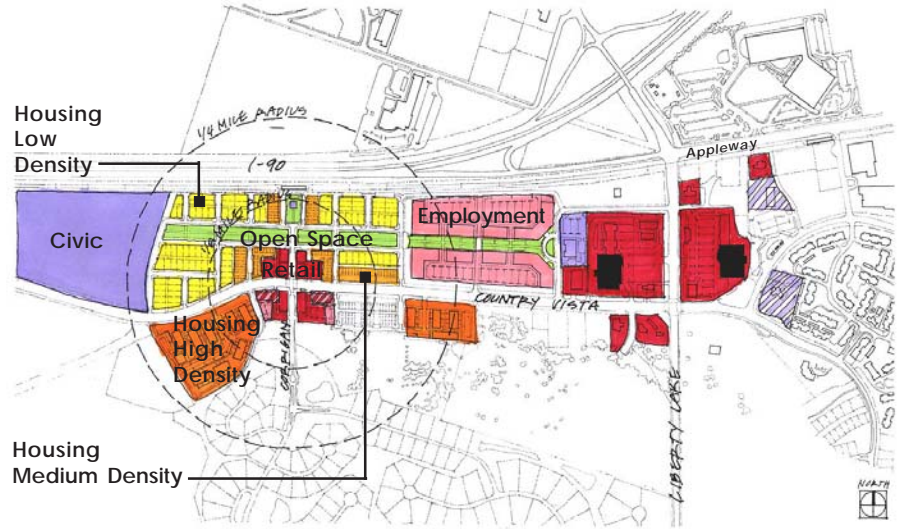 Housing
Low
Density
1/4 MILE RADIUS
I-90
Appleway
Civic
Employment
Open Space
Retail
COUNTRY VISTA
Housing
High
Density
CORRIGAN
LIBERTY LAKE
Housing
Medium Density
NORTH